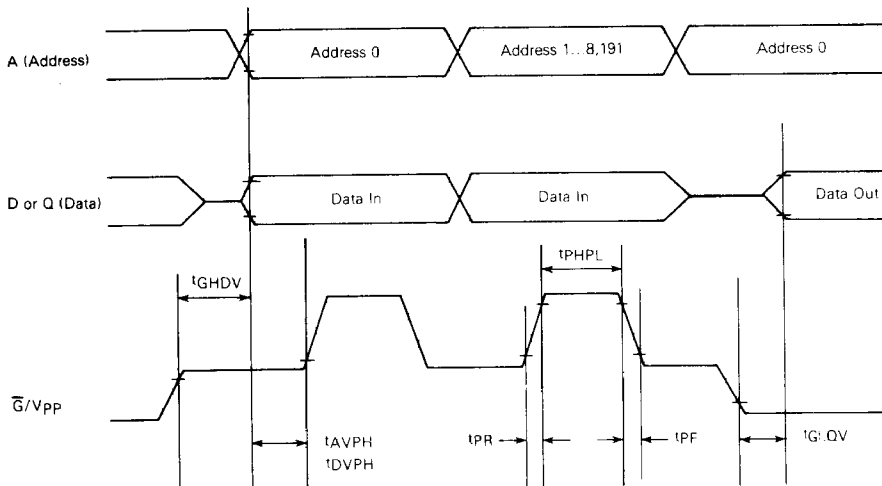 A (Address)
Address 0
Address 1...8,191
Address 0
D or Q (Data)
Data In
Data In
Data Out
tGHDV
tPHPL
G̅/VPP
tAVPH
tDVPH
tPR
tPF
tGLQV